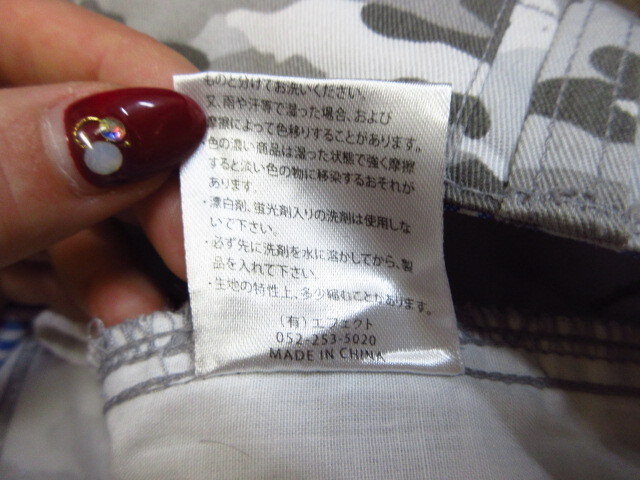 ものと分けてお洗いください。
又、雨や汗等で湿った場合、および
摩擦によって色移りすることがあります。
・色の濃い商品は湿った状態で強く摩擦
すると淡い色の物に移染するおそれが
あります。
・漂白剤、蛍光剤入りの洗剤は使用しな
いで下さい。
・必ず先に洗剤を水に溶かしてから、製
品を入れて下さい。
・生地の特性上、多少縮むことなあります。
(有)エフェクト
052-253-5020
MADE IN CHINA